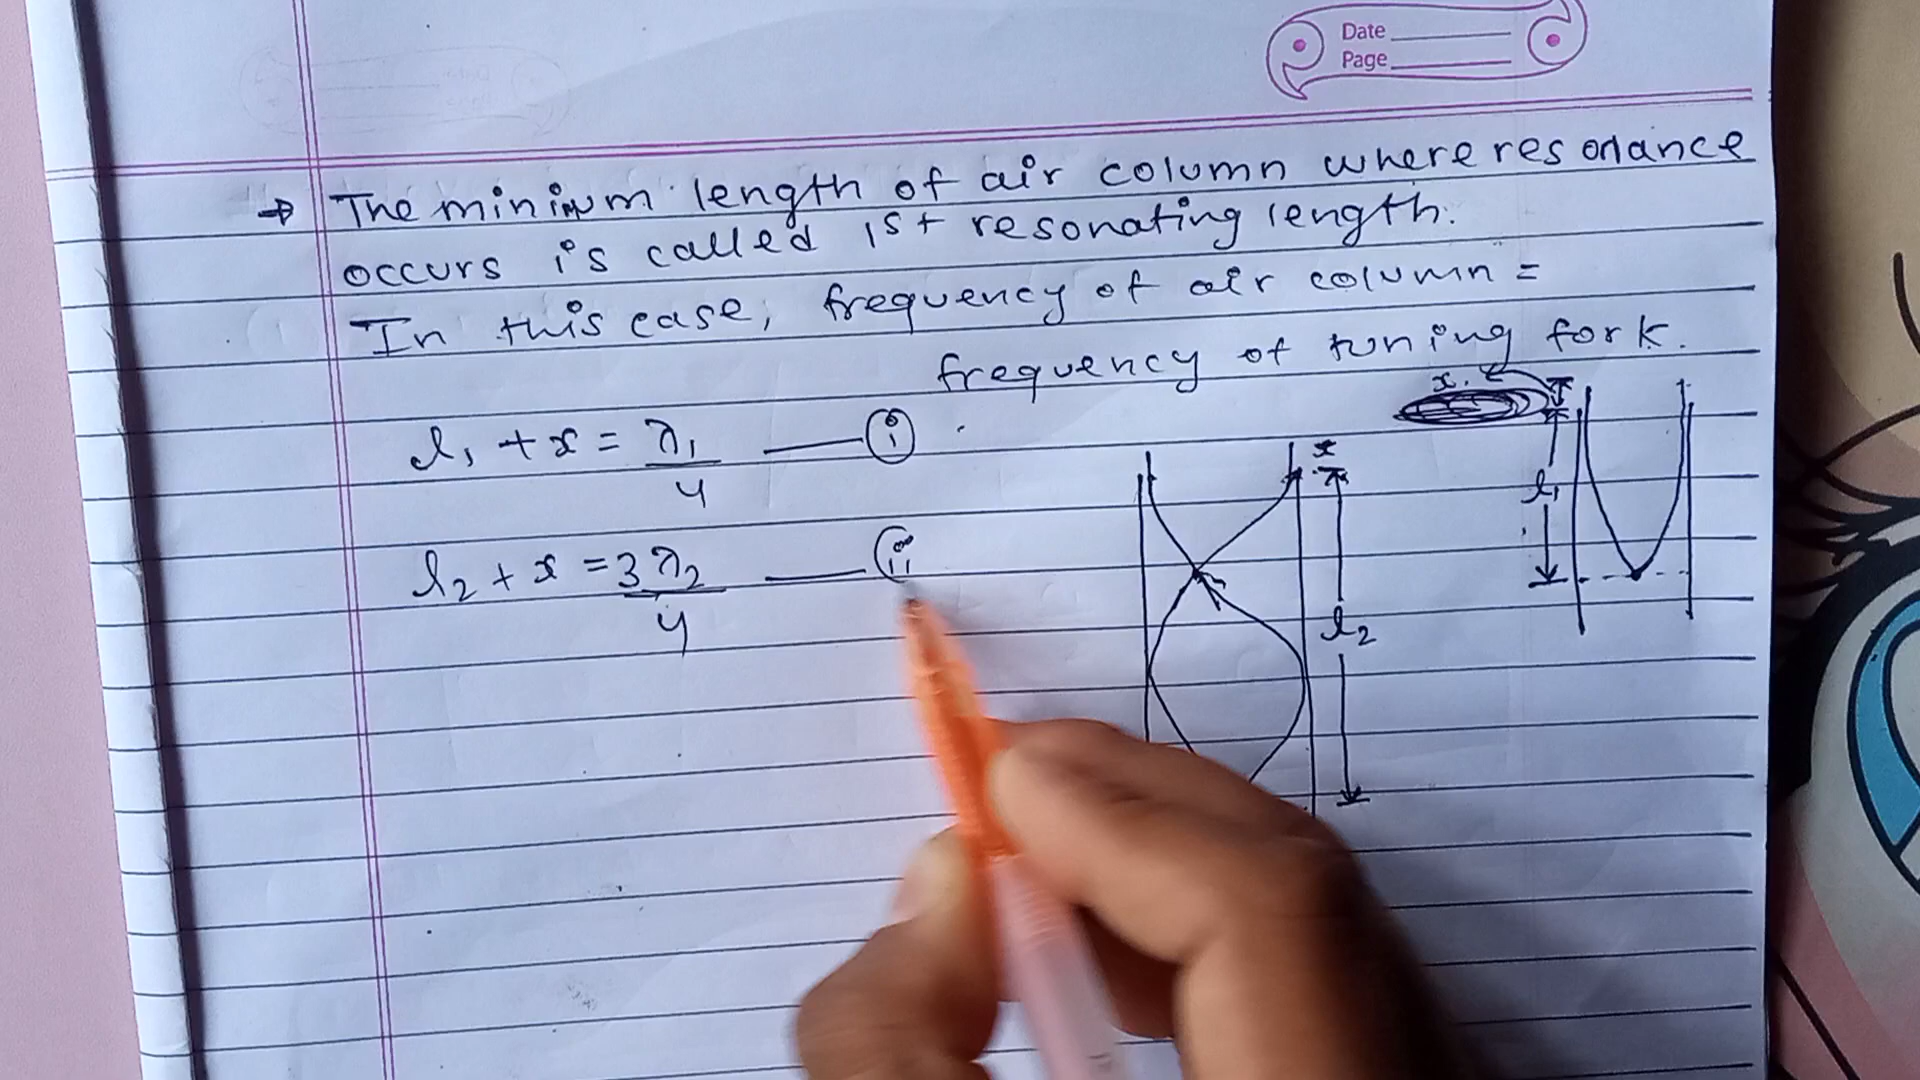 Date
Page
→ The minimum length of air column where resonance
occurs is called 1st resonating length.
In this case, frequency of air column =
frequency of tuning fork.
l₁ + x = λ₁/4 —— (i)
l₂ + x = 3λ₂/4 —— (ii)
x
l₂
x.
l₁